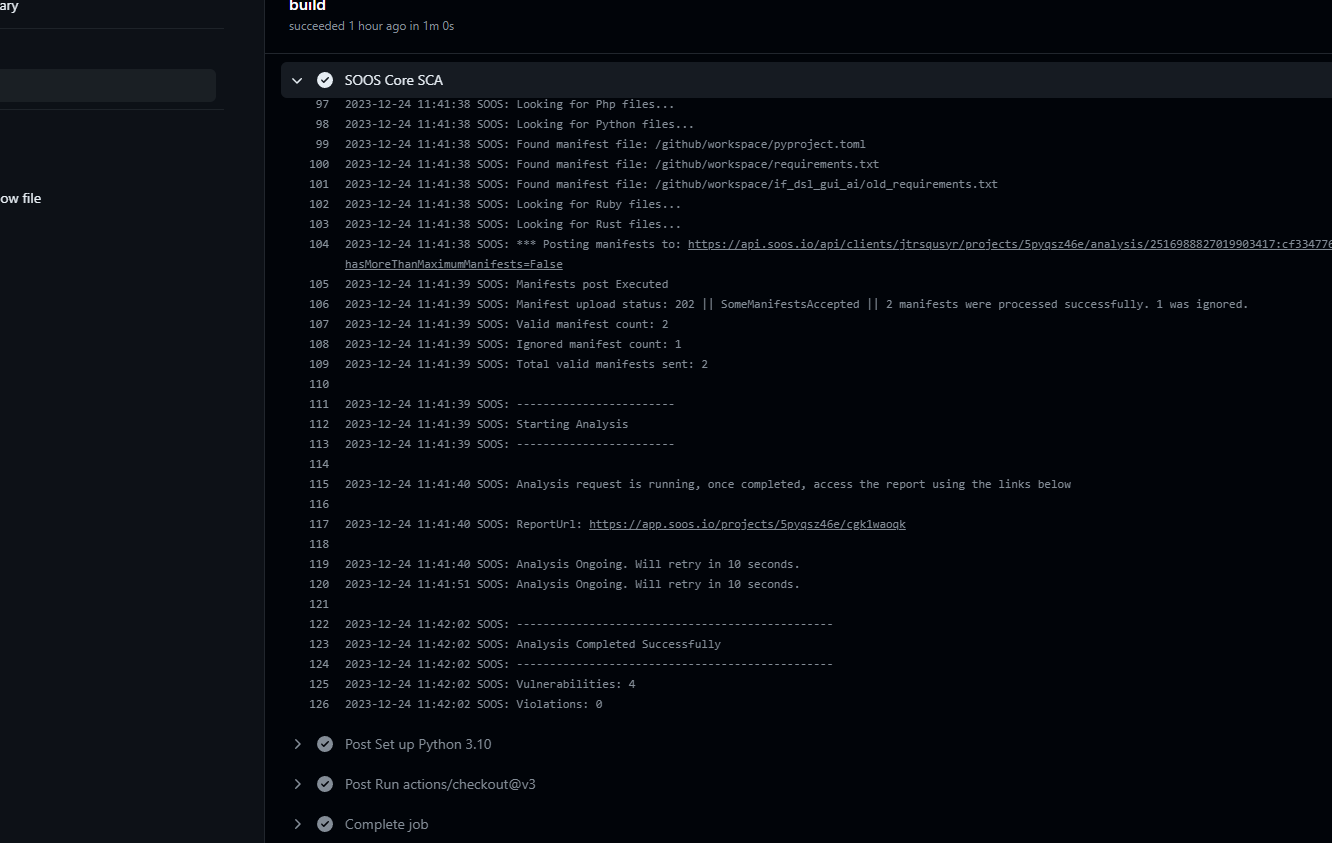 ary
build
succeeded 1 hour ago in 1m 0s
SOOS Core SCA
97 2023-12-24 11:41:38 SOOS: Looking for Php files...
98 2023-12-24 11:41:38 SOOS: Looking for Python files...
99 2023-12-24 11:41:38 SOOS: Found manifest file: /github/workspace/pyproject.toml
100 2023-12-24 11:41:38 SOOS: Found manifest file: /github/workspace/requirements.txt
101 2023-12-24 11:41:38 SOOS: Found manifest file: /github/workspace/if_dsl_gui_ai/old_requirements.txt
ow file
102 2023-12-24 11:41:38 SOOS: Looking for Ruby files...
103 2023-12-24 11:41:38 SOOS: Looking for Rust files...
104 2023-12-24 11:41:38 SOOS: *** Posting manifests to: https://api.soos.io/api/clients/jtrsqusyr/projects/5pyqsz46e/analysis/2516988827019903417:cf334776
hasMoreThanMaximumManifests=False
105 2023-12-24 11:41:39 SOOS: Manifests post Executed
106 2023-12-24 11:41:39 SOOS: Manifest upload status: 202 || SomeManifestsAccepted || 2 manifests were processed successfully. 1 was ignored.
107 2023-12-24 11:41:39 SOOS: Valid manifest count: 2
108 2023-12-24 11:41:39 SOOS: Ignored manifest count: 1
109 2023-12-24 11:41:39 SOOS: Total valid manifests sent: 2
110
111 2023-12-24 11:41:39 SOOS: ------------------------
112 2023-12-24 11:41:39 SOOS: Starting Analysis
113 2023-12-24 11:41:39 SOOS: ------------------------
114
115 2023-12-24 11:41:40 SOOS: Analysis request is running, once completed, access the report using the links below
116
117 2023-12-24 11:41:40 SOOS: ReportUrl: https://app.soos.io/projects/5pyqsz46e/cgk1waoqk
118
119 2023-12-24 11:41:40 SOOS: Analysis Ongoing. Will retry in 10 seconds.
120 2023-12-24 11:41:51 SOOS: Analysis Ongoing. Will retry in 10 seconds.
121
122 2023-12-24 11:42:02 SOOS: ------------------------------------------------
123 2023-12-24 11:42:02 SOOS: Analysis Completed Successfully
124 2023-12-24 11:42:02 SOOS: ------------------------------------------------
125 2023-12-24 11:42:02 SOOS: Vulnerabilities: 4
126 2023-12-24 11:42:02 SOOS: Violations: 0
Post Set up Python 3.10
Post Run actions/checkout@v3
Complete job